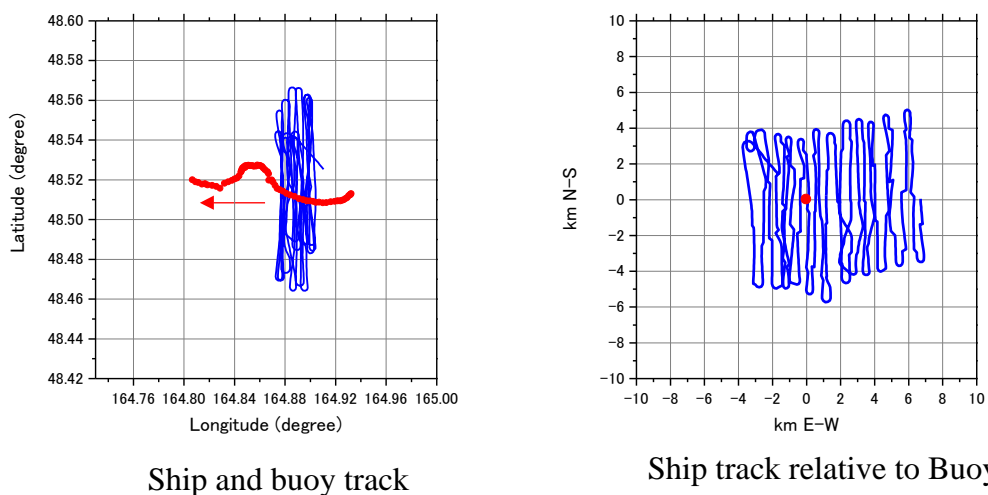 48.60
48.58
48.56
48.54
48.52
48.50
48.48
48.46
48.44
48.42
Latitude (degree)
164.76 164.80 164.84 164.88 164.92 164.96 165.00
Longitude (degree)
Ship and buoy track
10
8
6
4
2
0
−2
−4
−6
−8
−10
km N−S
−10 −8 −6 −4 −2 0 2 4 6 8 10
km E−W
Ship track relative to Buoy